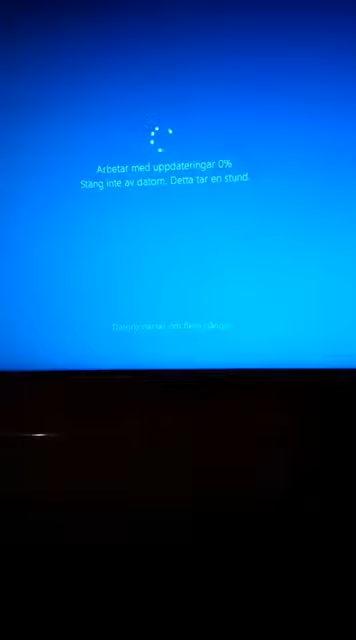 Arbetar med uppdateringar 0%
Stäng inte av datorn. Detta tar en stund.
Datorn startas om flera gånger.